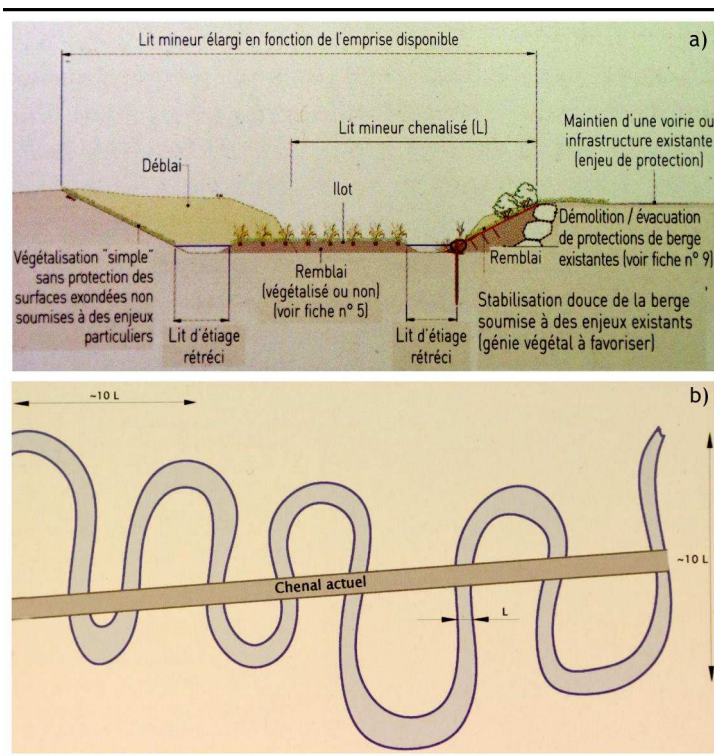 a)
Lit mineur élargi en fonction de l'emprise disponible
Lit mineur chenalisé (L)
Maintien d'une voirie ou
infrastructure existante
(enjeu de protection)
Déblai
Ilot
Végétalisation "simple"
sans protection des
surfaces exondées non
soumises à des enjeux
particuliers
Remblai
(végétalisé ou non)
(voir fiche n° 5)
Démolition / évacuation
de protections de berge
existantes (voir fiche n° 9)
Remblai
Lit d'étiage
rétréci
Lit d'étiage
rétréci
Stabilisation douce de la berge
soumise à des enjeux existants
(génie végétal à favoriser)
b)
~10 L
Chenal actuel
~10 L
L